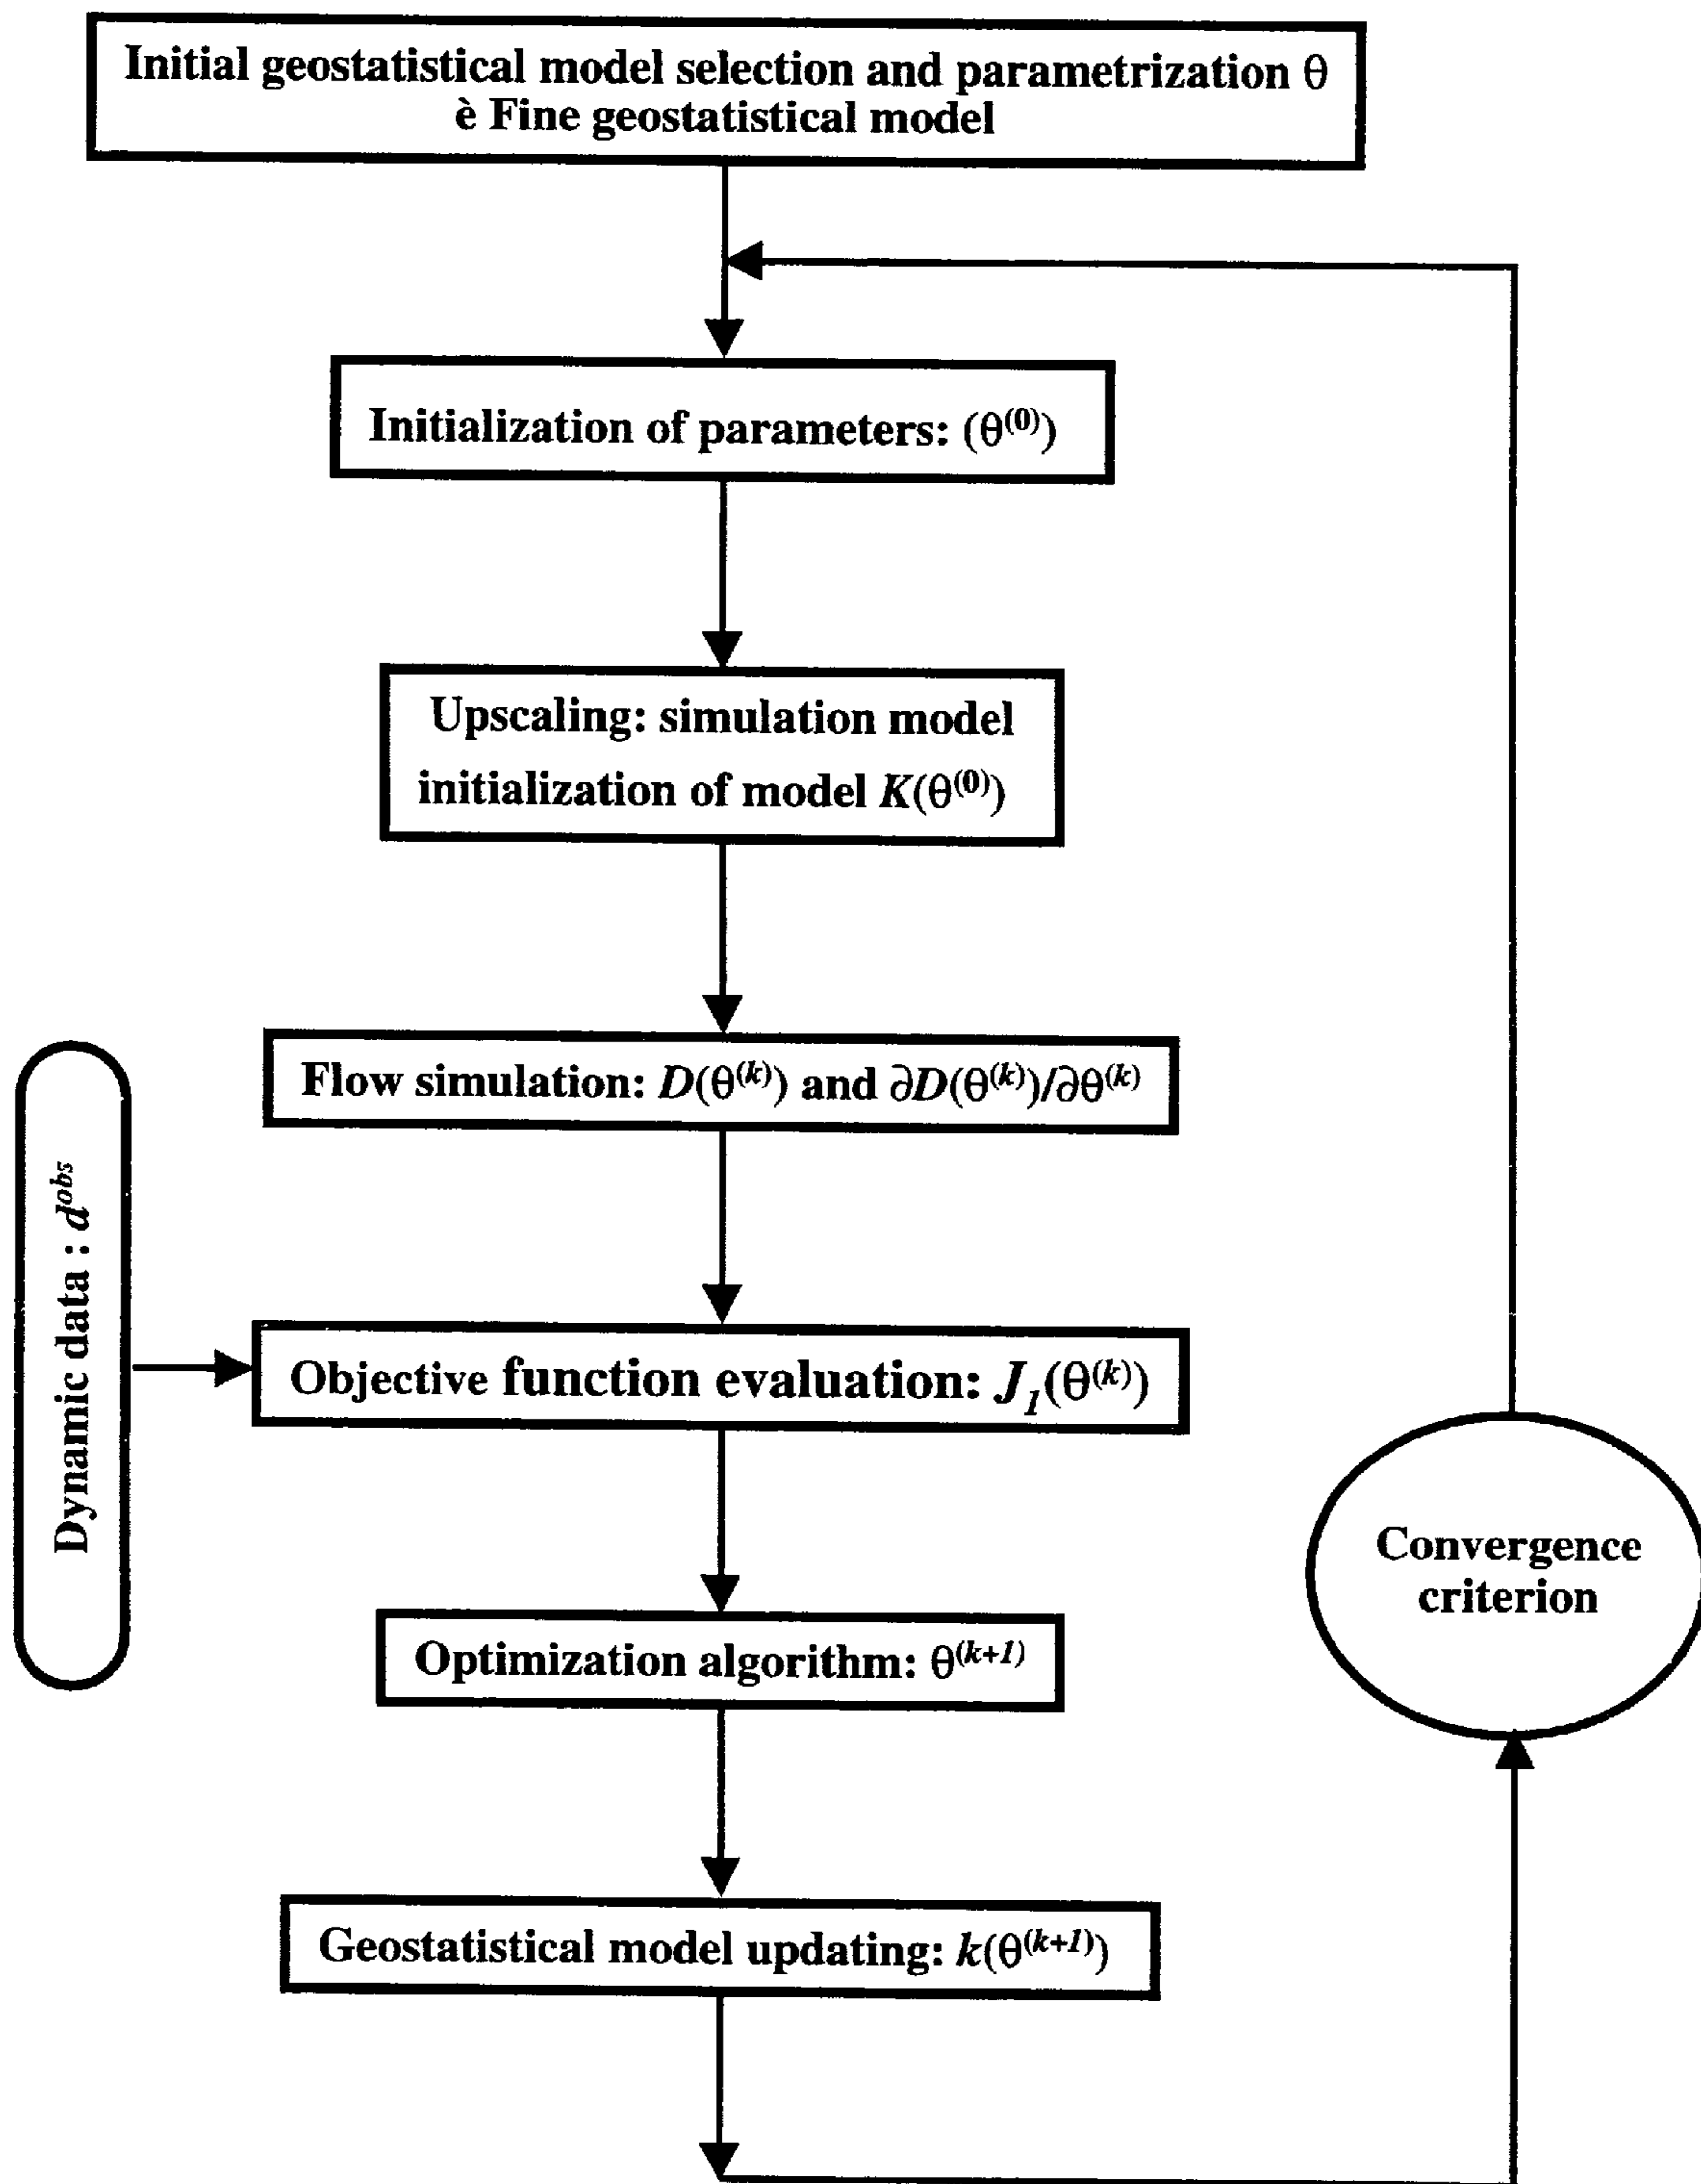 Initial geostatistical model selection and parametrization θ
è Fine geostatistical model
Initialization of parameters: (θ⁽⁰⁾)
Upscaling: simulation model
initialization of model K(θ⁽⁰⁾)
Flow simulation: D(θ⁽ᵏ⁾) and ∂D(θ⁽ᵏ⁾)/∂θ⁽ᵏ⁾
Dynamic data : dᵒᵇˢ
Objective function evaluation: J₁(θ⁽ᵏ⁾)
Convergence
criterion
Optimization algorithm: θ⁽ᵏ⁺¹⁾
Geostatistical model updating: k(θ⁽ᵏ⁺¹⁾)